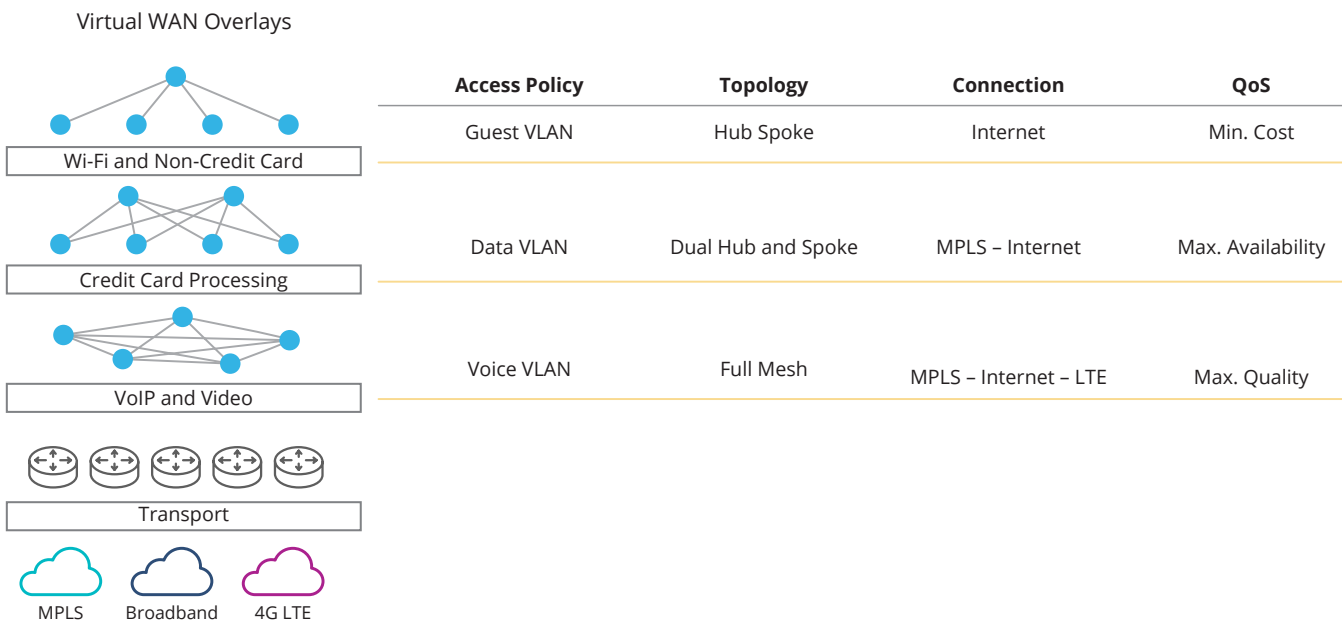 Virtual WAN Overlays
Access Policy Topology Connection QoS
Guest VLAN Hub Spoke Internet Min. Cost
Wi-Fi and Non-Credit Card
Data VLAN Dual Hub and Spoke MPLS – Internet Max. Availability
Credit Card Processing
Voice VLAN Full Mesh MPLS – Internet – LTE Max. Quality
VoIP and Video
Transport
MPLS Broadband 4G LTE